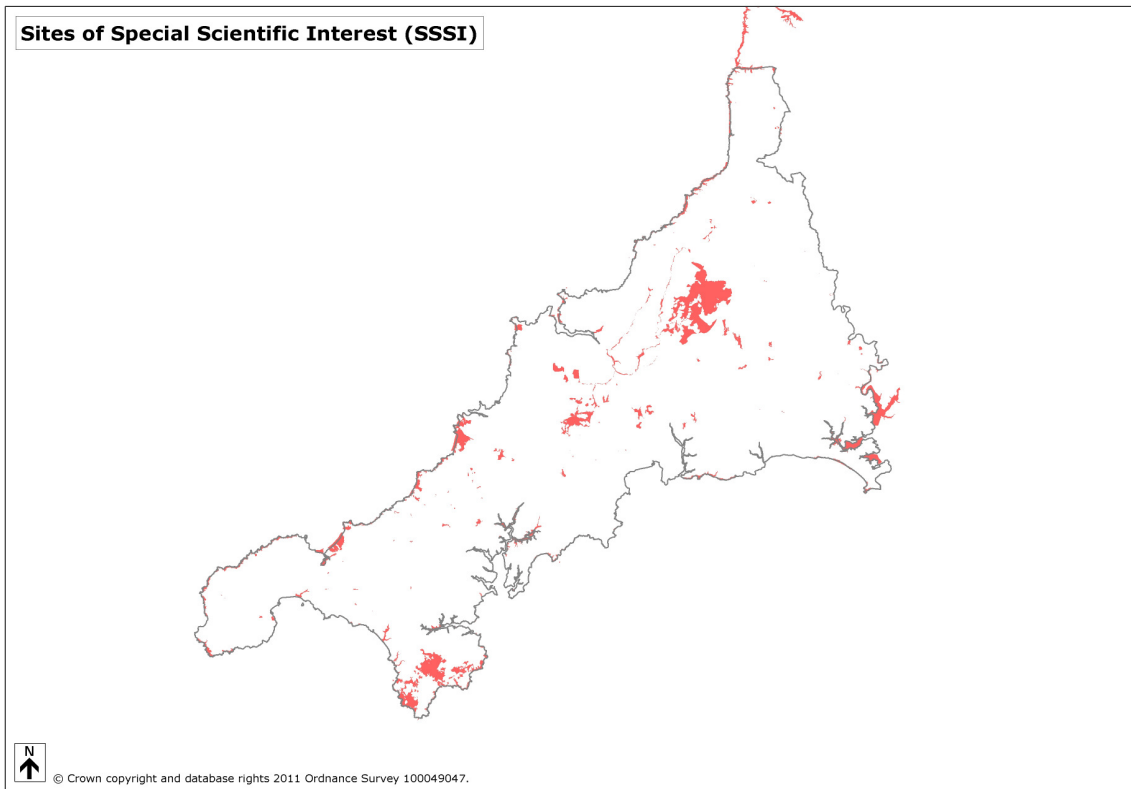 Sites of Special Scientific Interest (SSSI)
N
© Crown copyright and database rights 2011 Ordnance Survey 100049047.